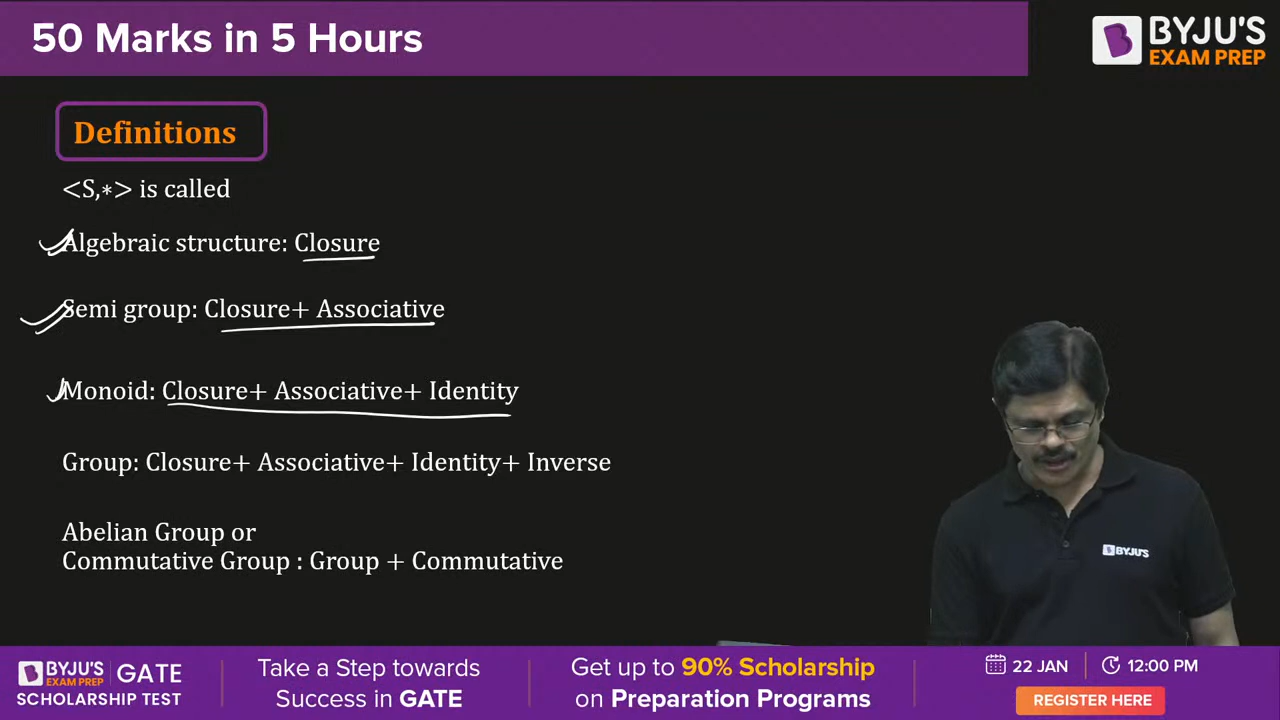 50 Marks in 5 Hours
BYJU'S
EXAM PREP
Definitions
<S,*> is called
Algebraic structure: Closure
Semi group: Closure+ Associative
Monoid: Closure+ Associative+ Identity
Group: Closure+ Associative+ Identity+ Inverse
Abelian Group or
Commutative Group : Group + Commutative
BYJU'S
BYJU'S EXAM PREP GATE
SCHOLARSHIP TEST
Take a Step towards
Success in GATE
Get up to 90% Scholarship
on Preparation Programs
22 JAN 12:00 PM
REGISTER HERE